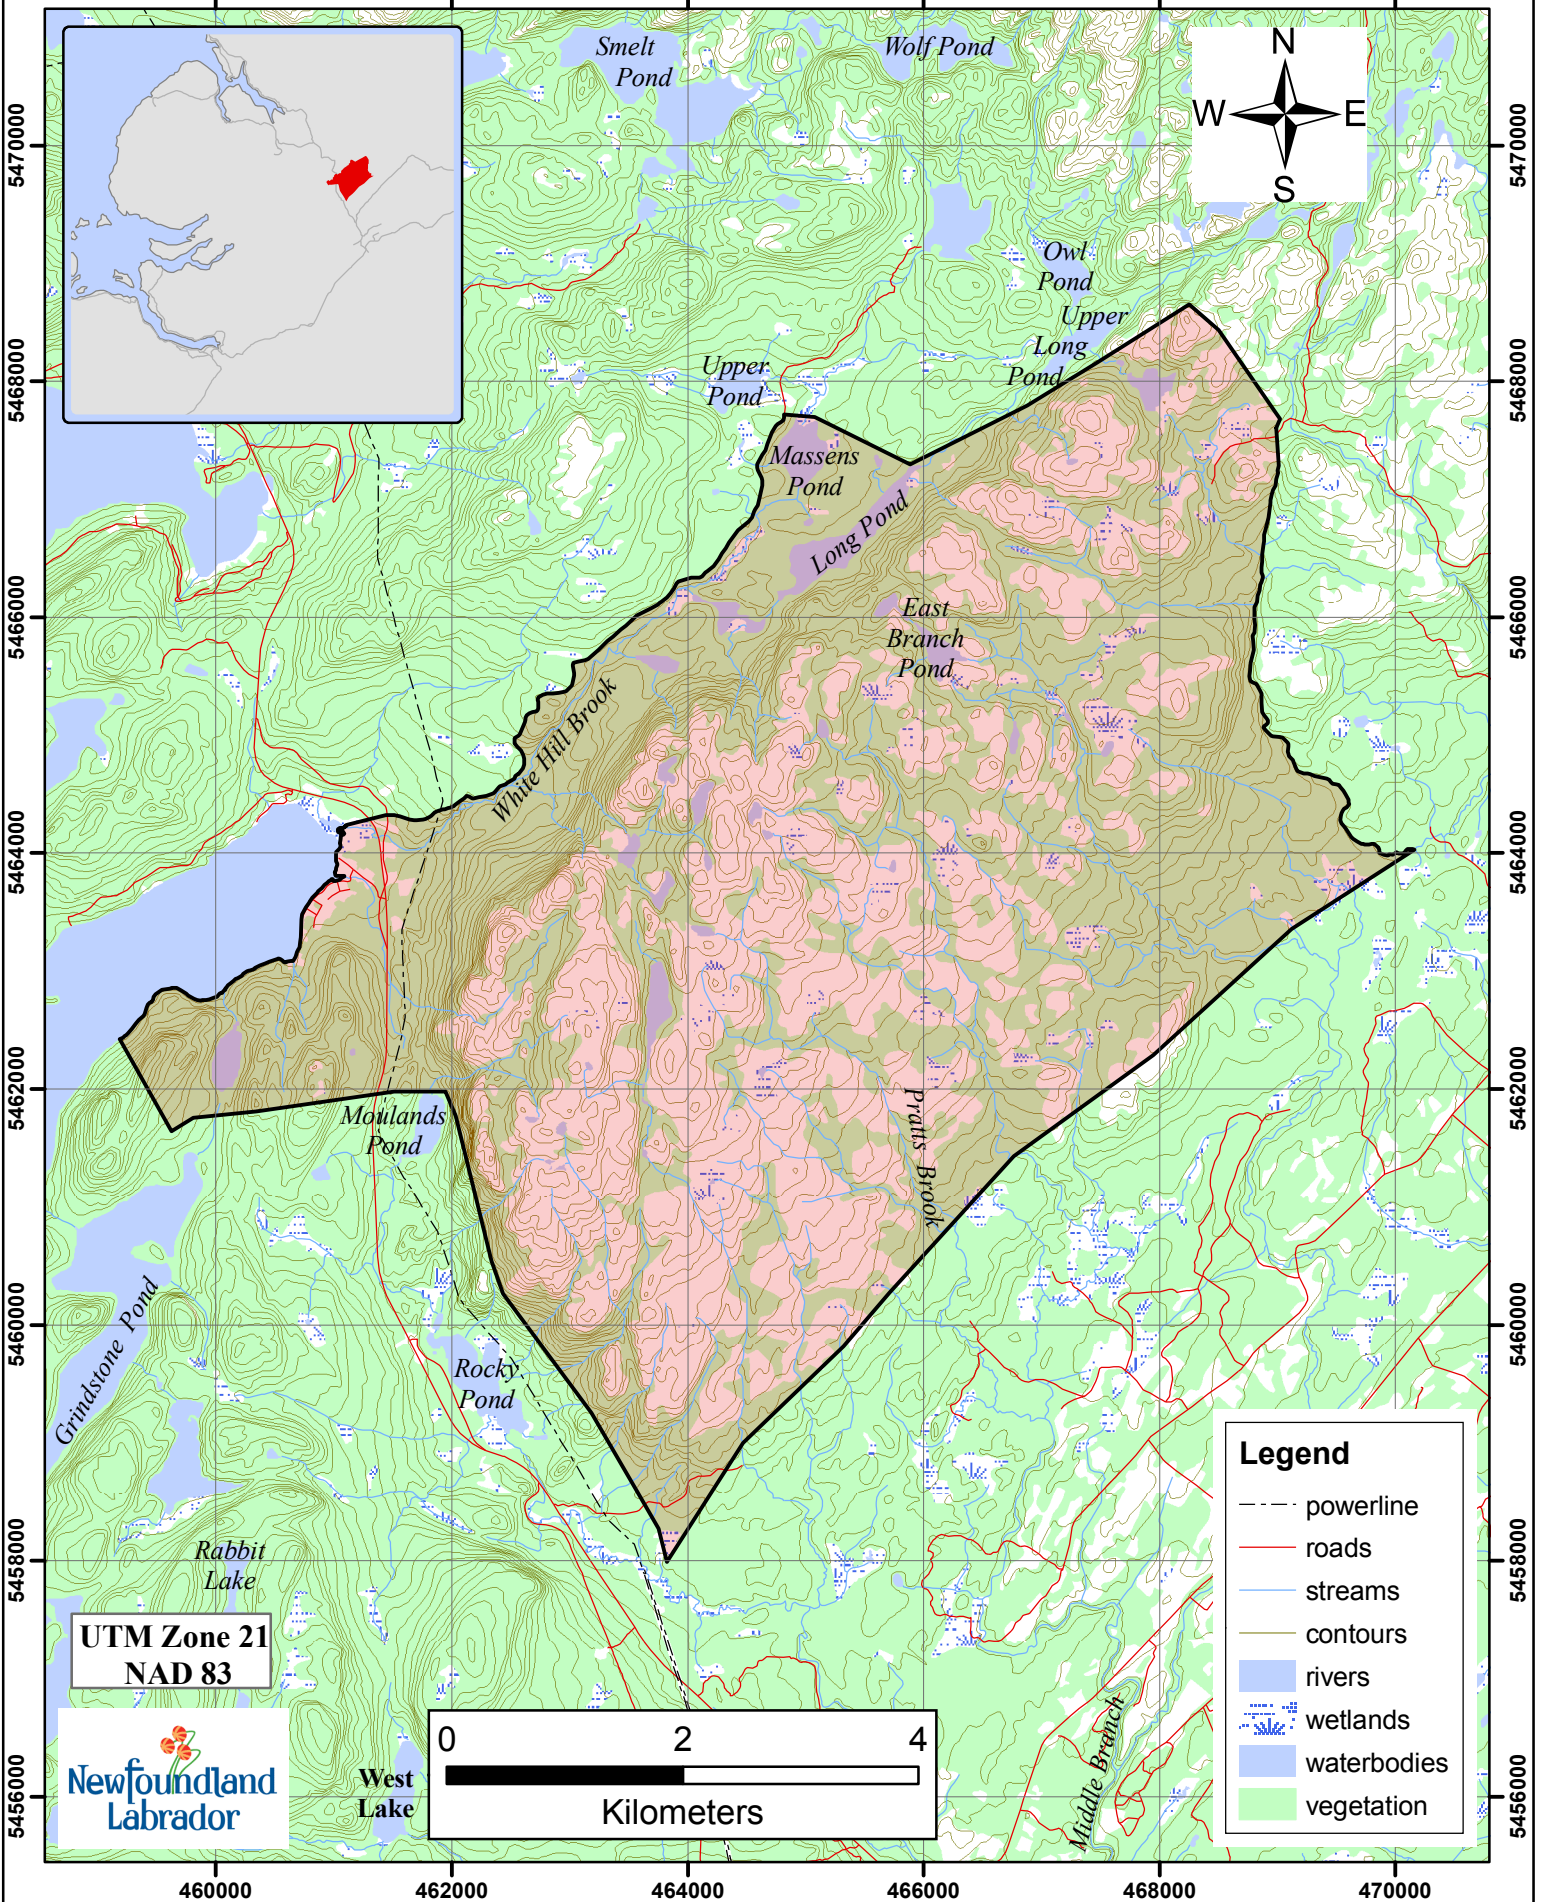 Smelt
Pond
Wolf Pond
N
W
E
S
Owl
Pond
Upper
Long
Pond
Upper
Pond
Massens
Pond
Long Pond
East
Branch
Pond
White Hill Brook
Moulands
Pond
Pratts Brook
Grindstone Pond
Rocky
Pond
Rabbit
Lake
West
Lake
Middle Branch
UTM Zone 21
NAD 83
Newfoundland
Labrador
0 2 4
Kilometers
Legend
powerline
roads
streams
contours
rivers
wetlands
waterbodies
vegetation
5470000
5468000
5466000
5464000
5462000
5460000
5458000
5456000
5470000
5468000
5466000
5464000
5462000
5460000
5458000
5456000
460000 462000 464000 466000 468000 470000